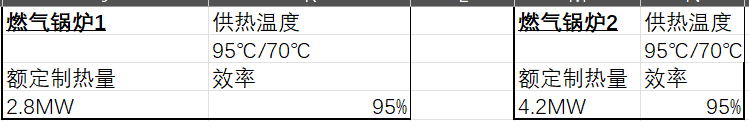 燃气锅炉1 供热温度 燃气锅炉2 供热温度
95℃/70℃ 95℃/70℃
额定制热量 效率 额定制热量 效率
2.8MW 95% 4.2MW 95%